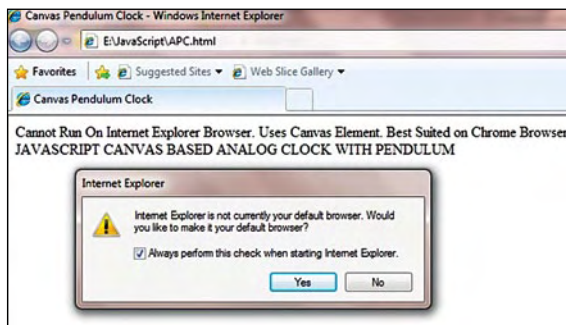 Canvas Pendulum Clock - Windows Internet Explorer
E:\JavaScript\APC.html
Favorites Suggested Sites ▾ Web Slice Gallery ▾
Canvas Pendulum Clock
Cannot Run On Internet Explorer Browser. Uses Canvas Element. Best Suited on Chrome Browser
JAVASCRIPT CANVAS BASED ANALOG CLOCK WITH PENDULUM
Internet Explorer
Internet Explorer is not currently your default browser. Would
you like to make it your default browser?
Always perform this check when starting Internet Explorer.
Yes No